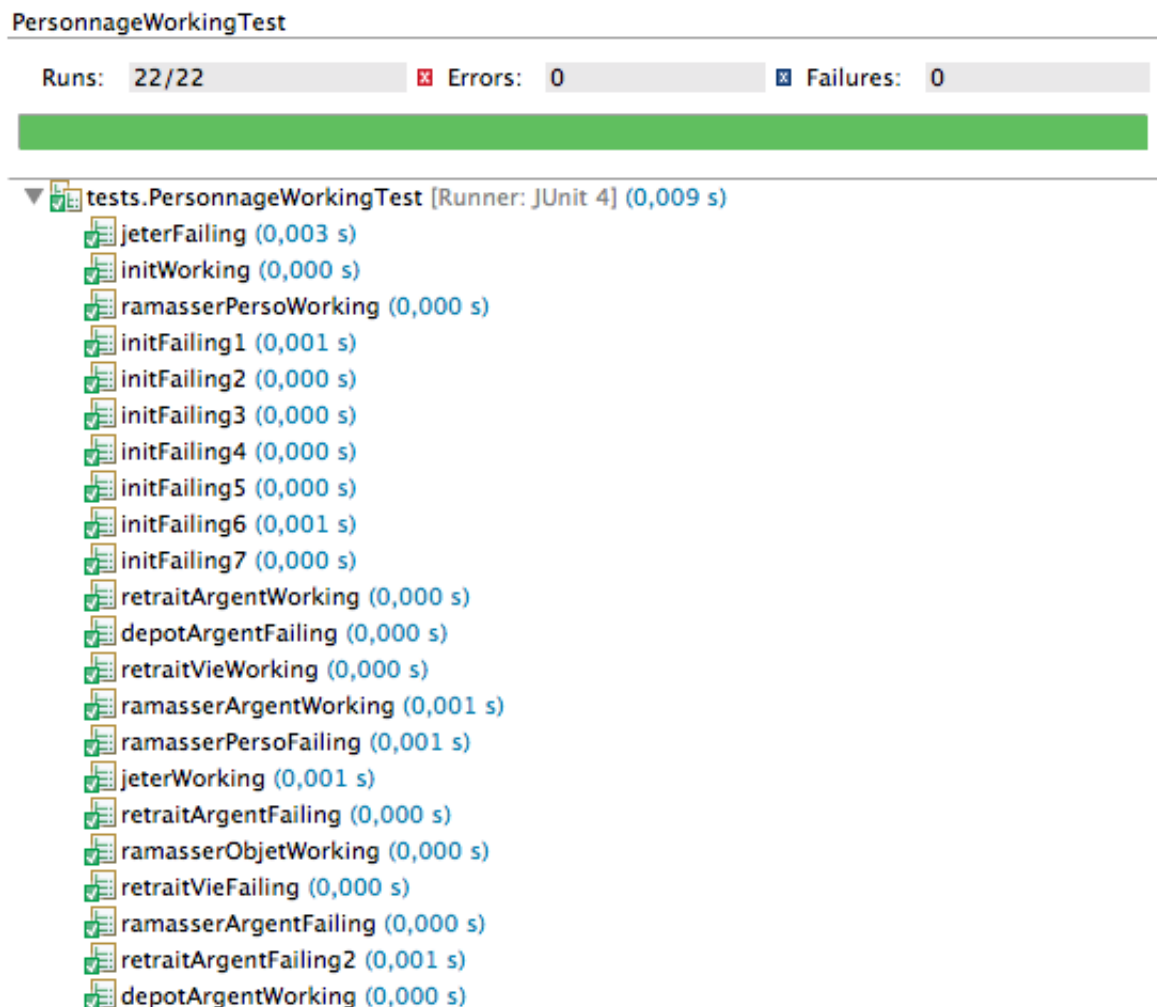 PersonnageWorkingTest
Runs: 22/22 Errors: 0 Failures: 0
tests.PersonnageWorkingTest [Runner: JUnit 4] (0,009 s)
jeterFailing (0,003 s)
initWorking (0,000 s)
ramasserPersoWorking (0,000 s)
initFailing1 (0,001 s)
initFailing2 (0,000 s)
initFailing3 (0,000 s)
initFailing4 (0,000 s)
initFailing5 (0,000 s)
initFailing6 (0,001 s)
initFailing7 (0,000 s)
retraitArgentWorking (0,000 s)
depotArgentFailing (0,000 s)
retraitVieWorking (0,000 s)
ramasserArgentWorking (0,001 s)
ramasserPersoFailing (0,001 s)
jeterWorking (0,001 s)
retraitArgentFailing (0,000 s)
ramasserObjetWorking (0,000 s)
retraitVieFailing (0,000 s)
ramasserArgentFailing (0,000 s)
retraitArgentFailing2 (0,001 s)
depotArgentWorking (0,000 s)